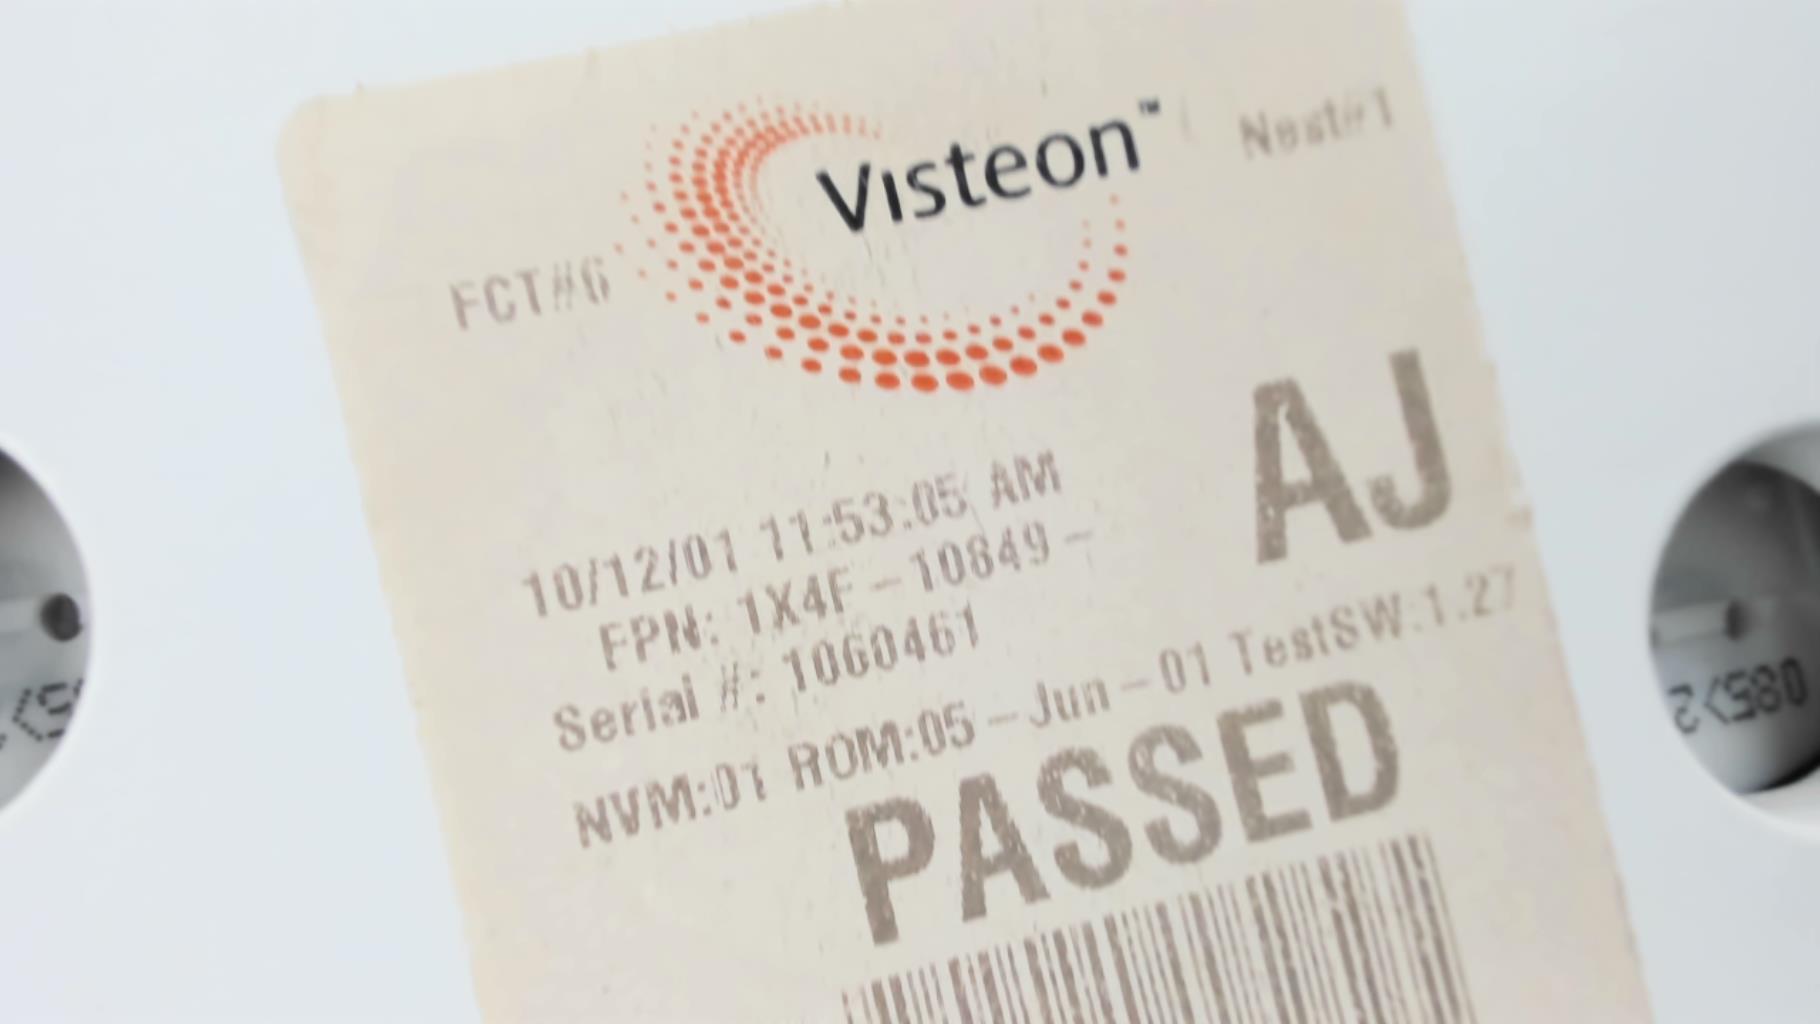 Visteon™
Nest#1
FCT#6
AJ
10/12/01 11:53:05 AM
FPN: 1X4F-10849-
Serial #: 1060461
NVM:01 ROM:05-Jun-01 TestSW:1.27
PASSED